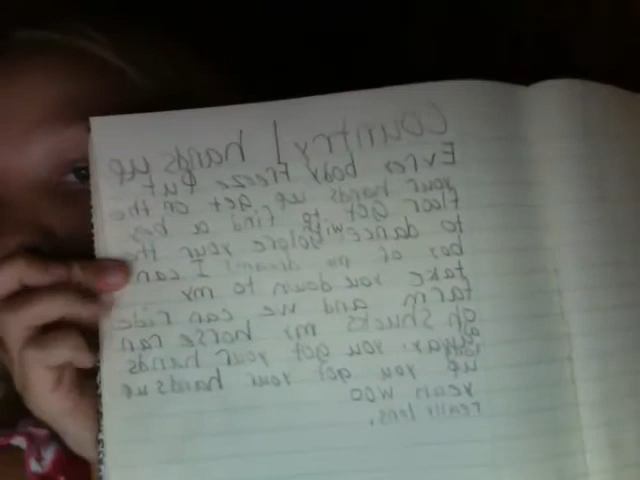 Country / hands up
Ever body freeze put
your hands up get on the
floor get to find a boy
to dance with your the
boy of my dreams I can
take you down to my
farm and we can ride
oh shucks my horse ran
away. you got your hands
up you got your hands up
yeah woo
really